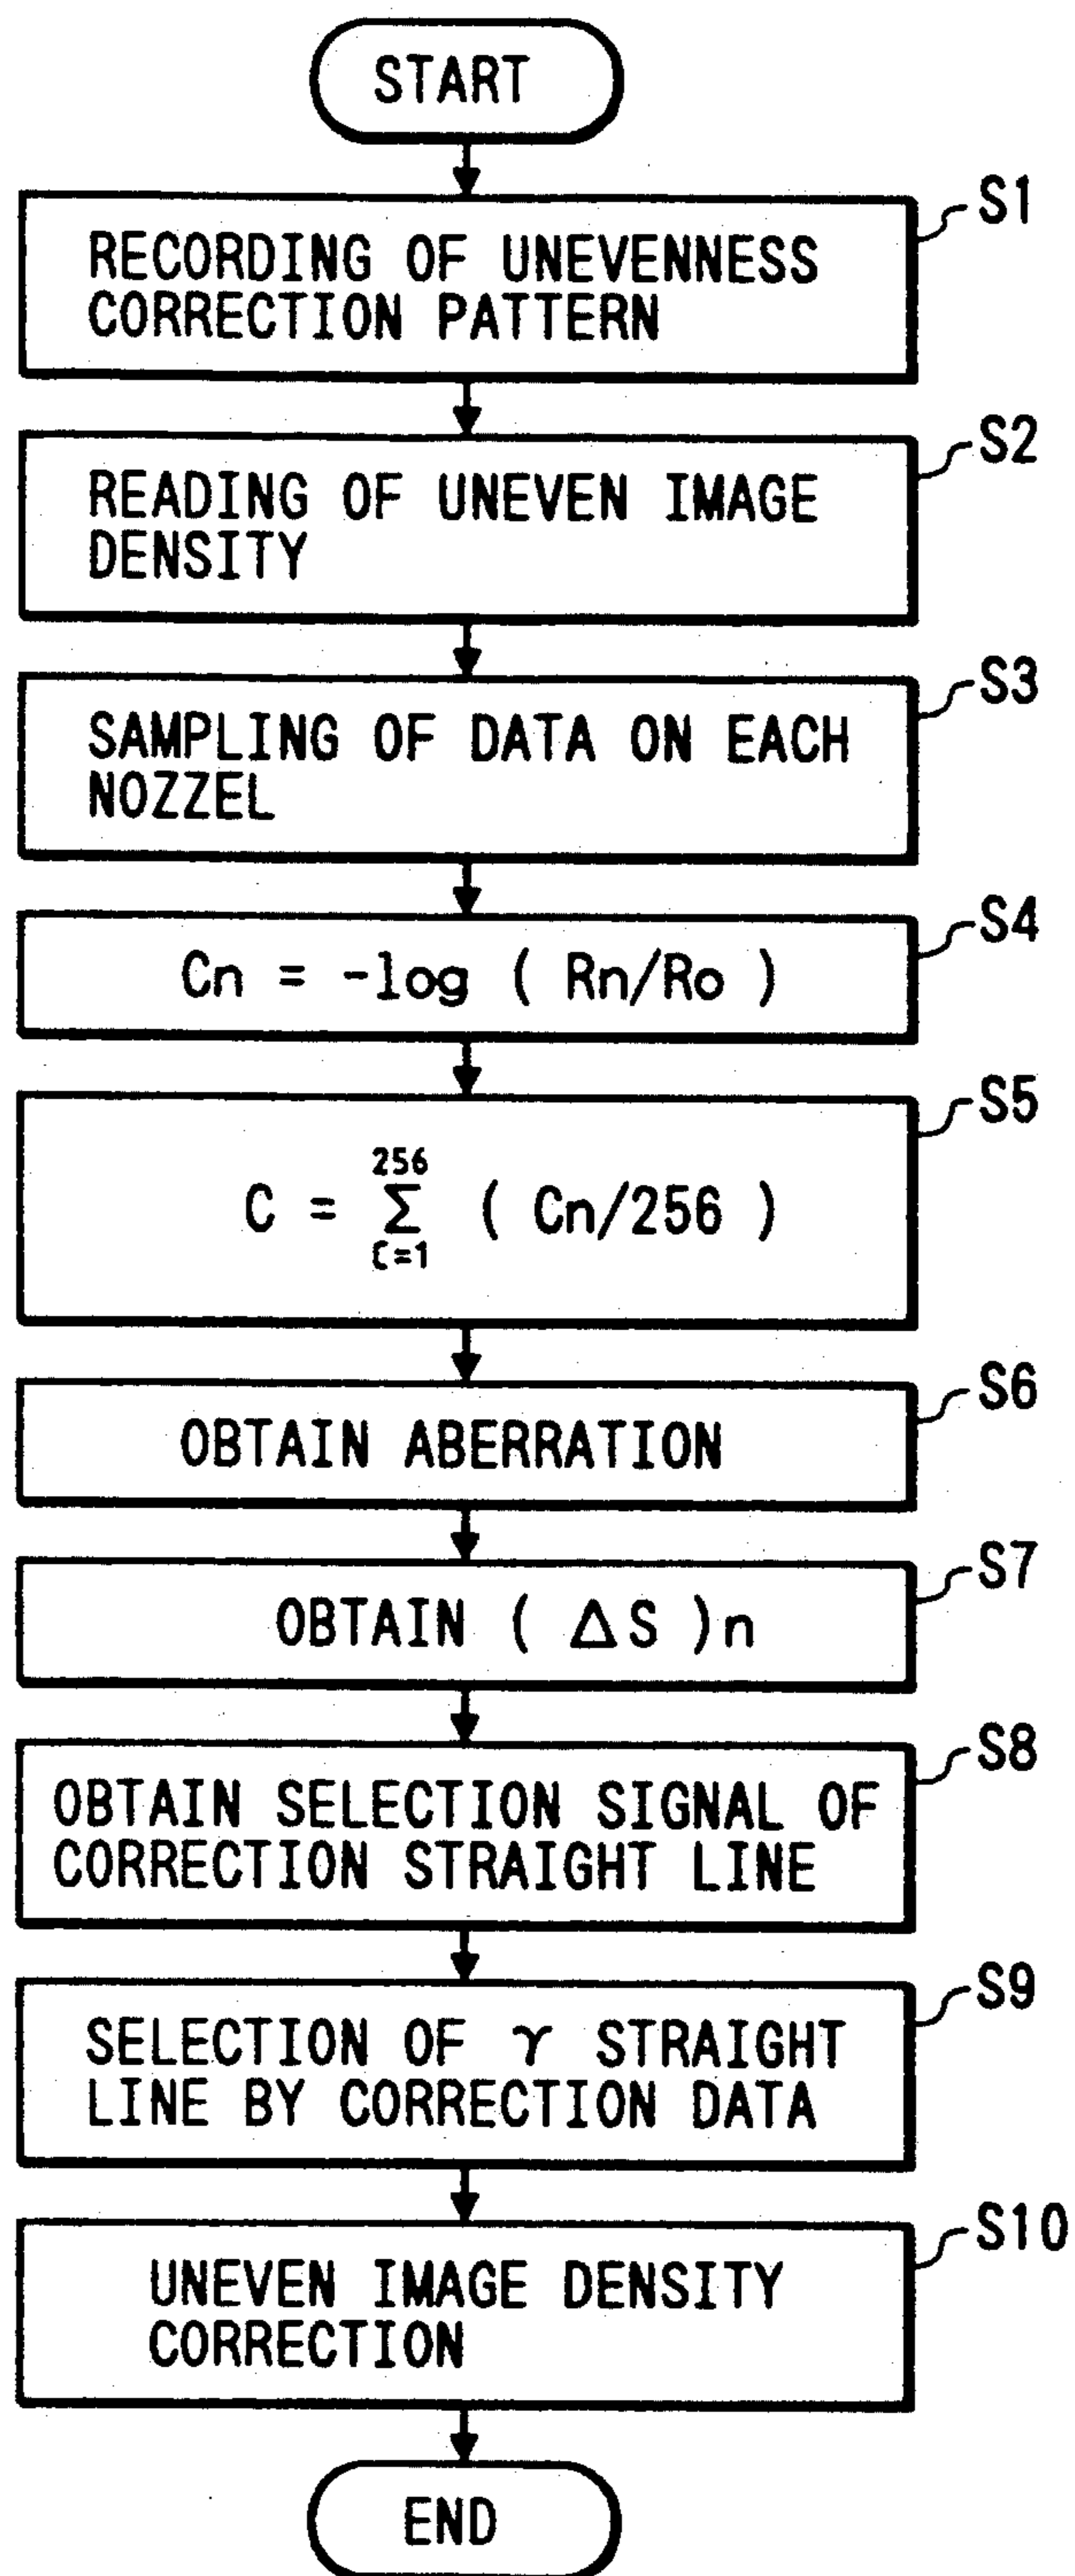 START
S1
RECORDING OF UNEVENNESS
CORRECTION PATTERN
S2
READING OF UNEVEN IMAGE
DENSITY
S3
SAMPLING OF DATA ON EACH
NOZZEL
S4
Cn = -log ( Rn/Ro )
S5
256
C = Σ ( Cn/256 )
C=1
S6
OBTAIN ABERRATION
S7
OBTAIN ( ΔS )n
S8
OBTAIN SELECTION SIGNAL OF
CORRECTION STRAIGHT LINE
S9
SELECTION OF γ STRAIGHT
LINE BY CORRECTION DATA
S10
UNEVEN IMAGE DENSITY
CORRECTION
END